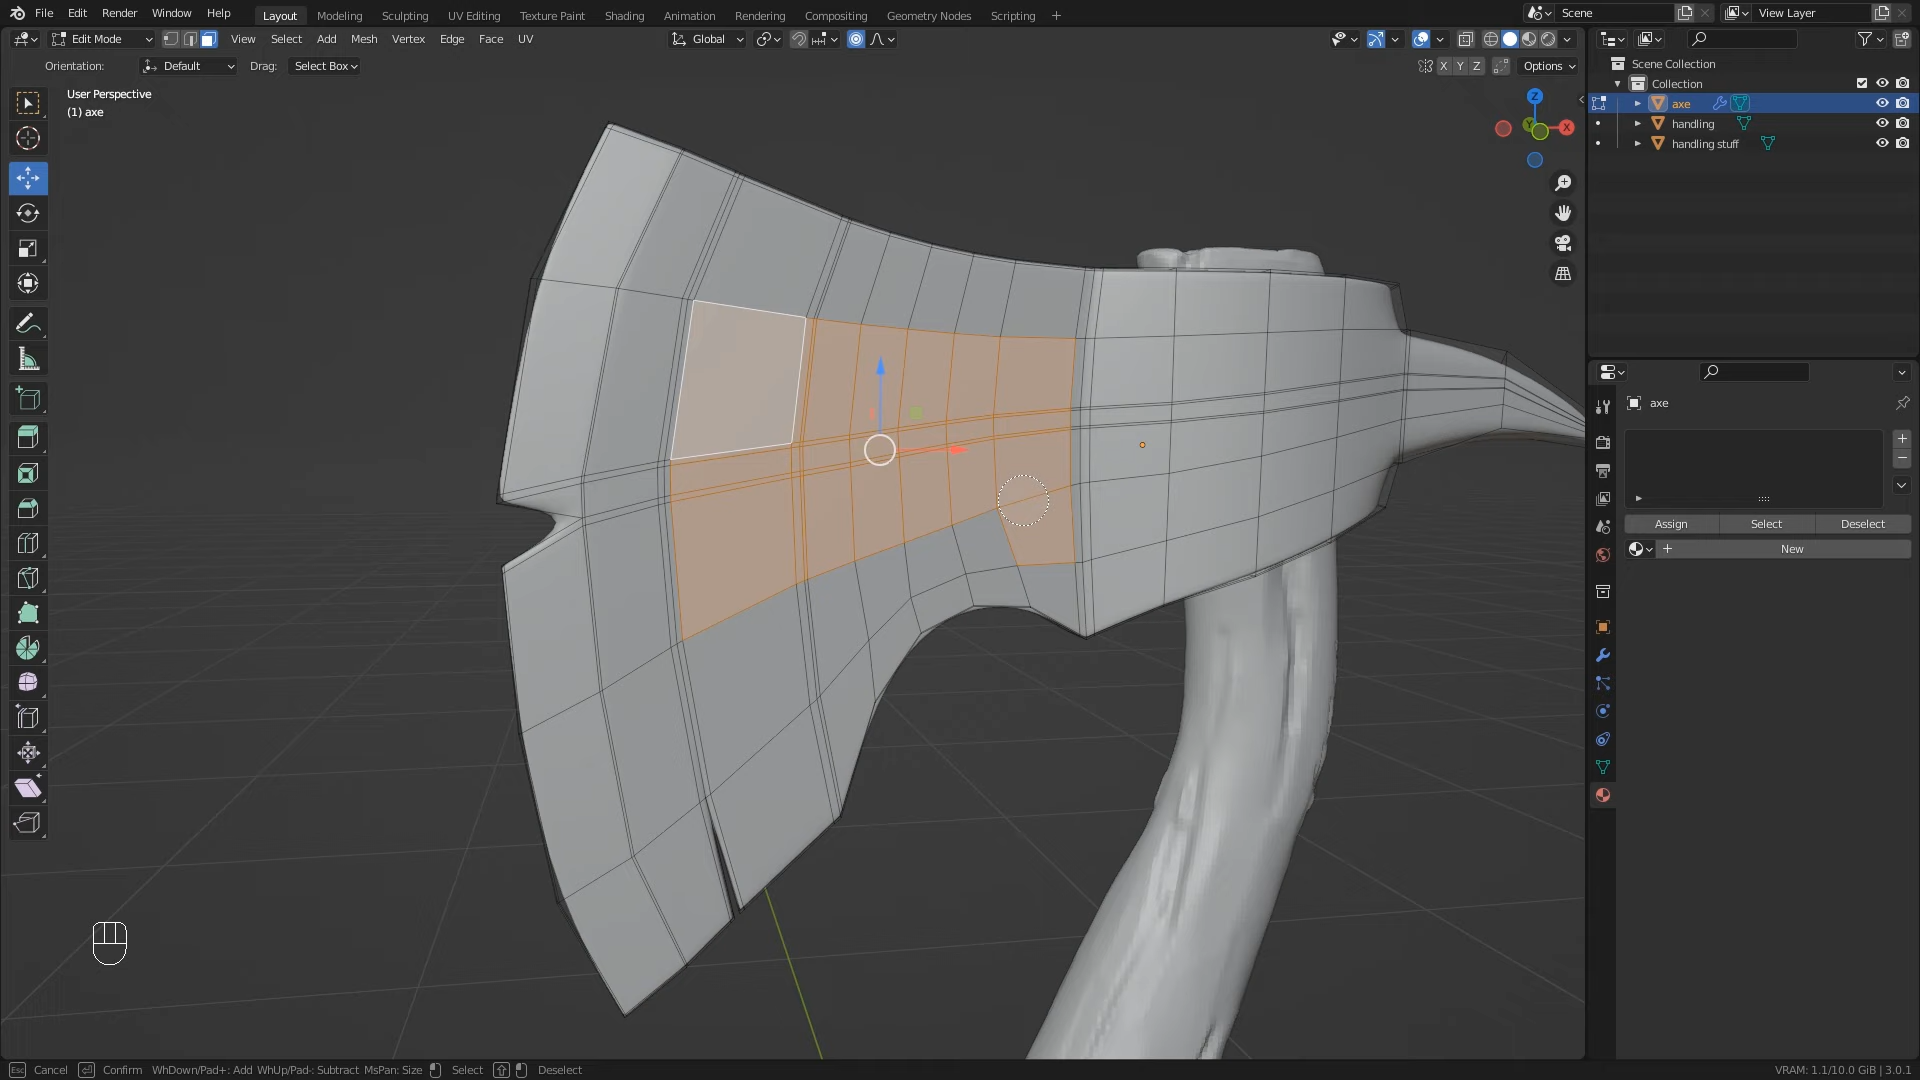 File Edit Render Window Help Layout Modeling Sculpting UV Editing Texture Paint Shading Animation Rendering Compositing Geometry Nodes Scripting + Scene View Layer
Edit Mode View Select Add Mesh Vertex Edge Face UV Global
Orientation: Default Drag: Select Box X Y Z Options
User Perspective
(1) axe
Z
X
Y
Scene Collection
Collection
axe
handling
handling stuff
axe
Assign Select Deselect
New
Esc Cancel Confirm WhDown/Pad+: Add WhUp/Pad-: Subtract MsPan: Size Select Deselect VRAM: 1.1/10.0 GiB | 3.0.1